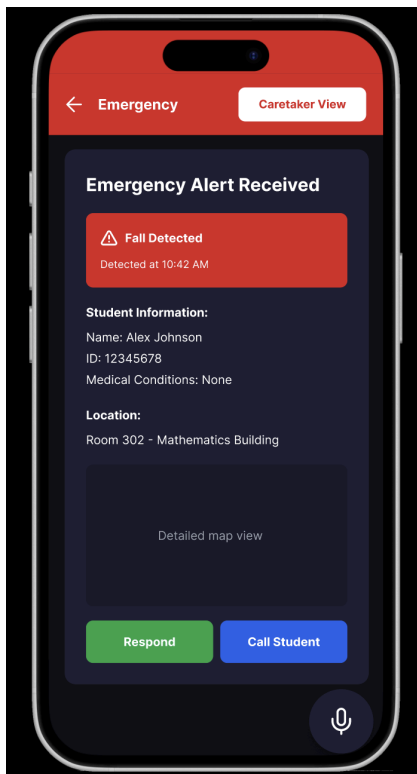 Emergency
Caretaker View
Emergency Alert Received
Fall Detected
Detected at 10:42 AM
Student Information:
Name: Alex Johnson
ID: 12345678
Medical Conditions: None
Location:
Room 302 - Mathematics Building
Detailed map view
Respond
Call Student